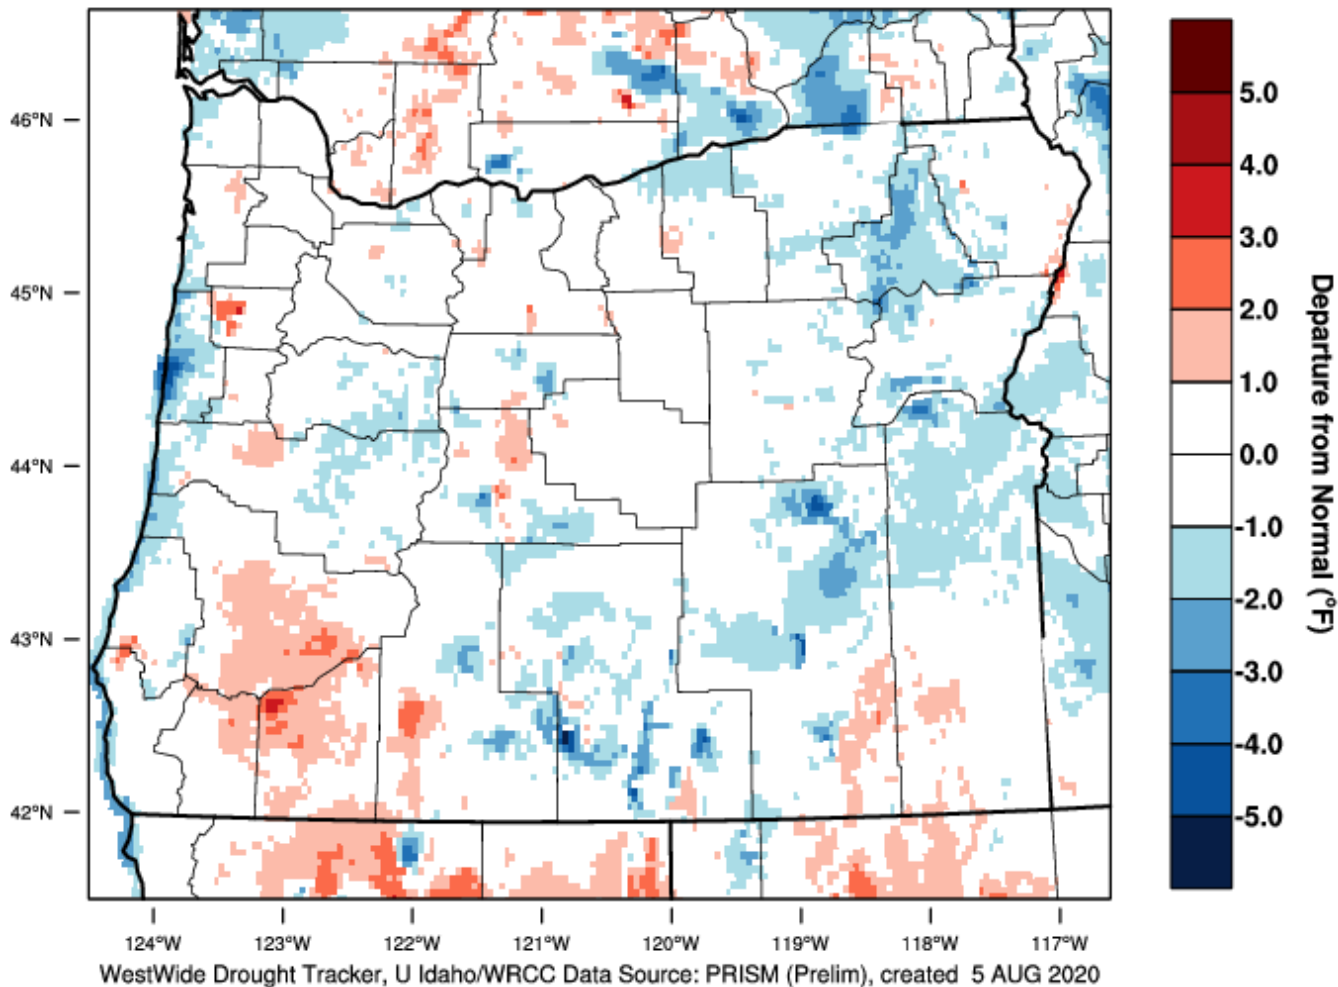 46°N
45°N
44°N
43°N
42°N
124°W 123°W 122°W 121°W 120°W 119°W 118°W 117°W
5.0
4.0
3.0
2.0
1.0
0.0
-1.0
-2.0
-3.0
-4.0
-5.0
Departure from Normal (°F)
WestWide Drought Tracker, U Idaho/WRCC Data Source: PRISM (Prelim), created 5 AUG 2020